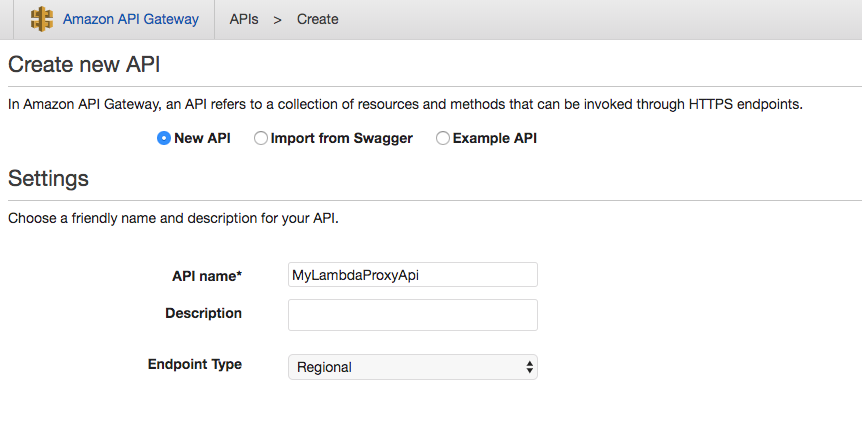 Amazon API Gateway APIs > Create
Create new API
In Amazon API Gateway, an API refers to a collection of resources and methods that can be invoked through HTTPS endpoints.
New API Import from Swagger Example API
Settings
Choose a friendly name and description for your API.
API name* MyLambdaProxyApi
Description
Endpoint Type Regional